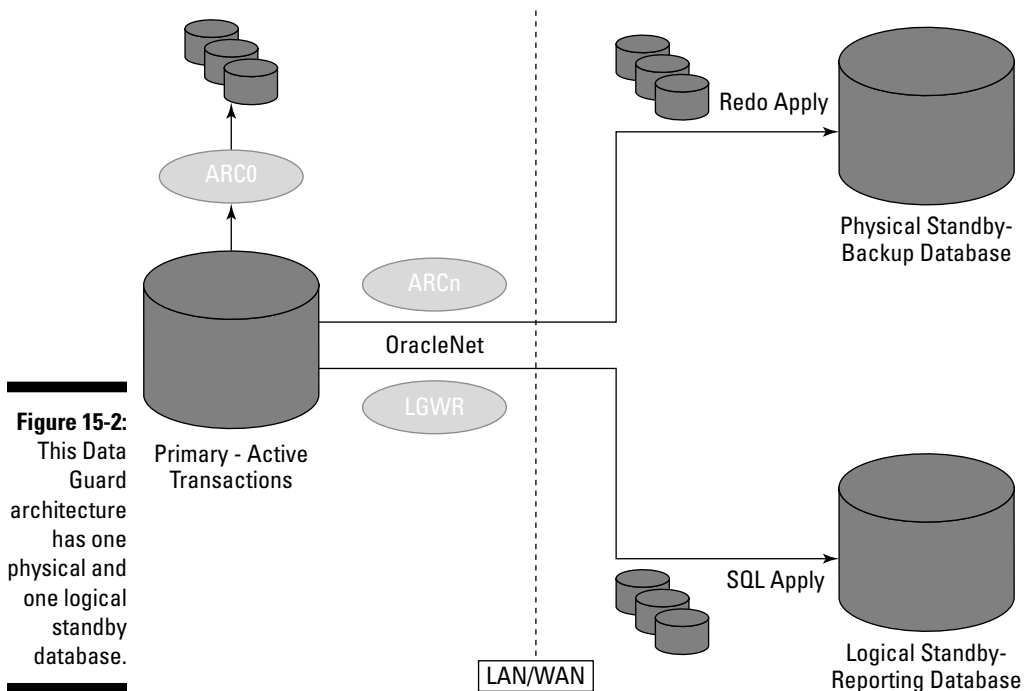 ARC0
Redo Apply
Physical Standby-
Backup Database
ARCn
OracleNet
LGWR
Primary - Active
Transactions
SQL Apply
Logical Standby-
Reporting Database
LAN/WAN
Figure 15-2:
This Data
Guard
architecture
has one
physical and
one logical
standby
database.